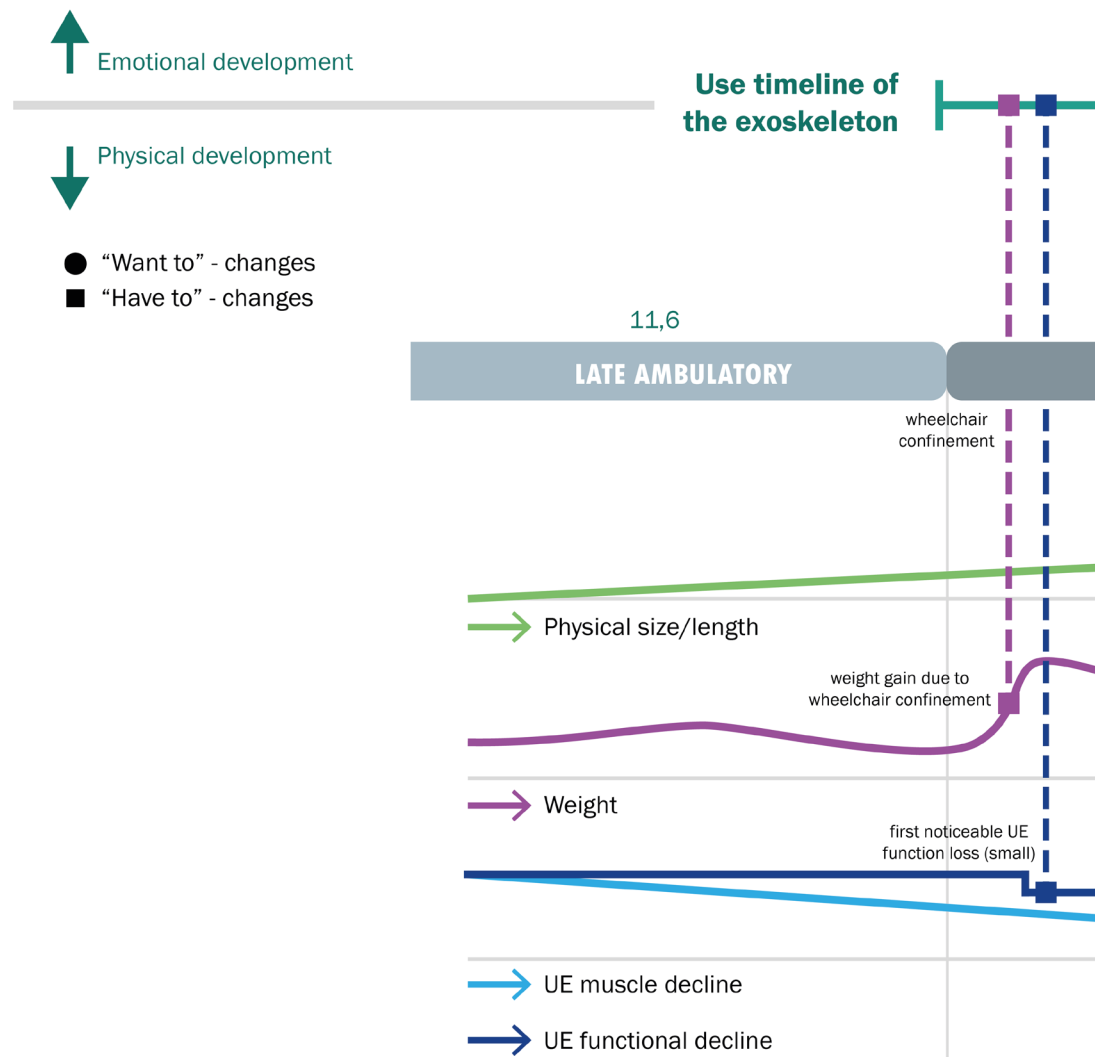 Emotional development
Use timeline of
the exoskeleton
Physical development
“Want to” - changes
“Have to” - changes
11,6
LATE AMBULATORY
wheelchair
confinement
Physical size/length
weight gain due to
wheelchair confinement
Weight
first noticeable UE
function loss (small)
UE muscle decline
UE functional decline